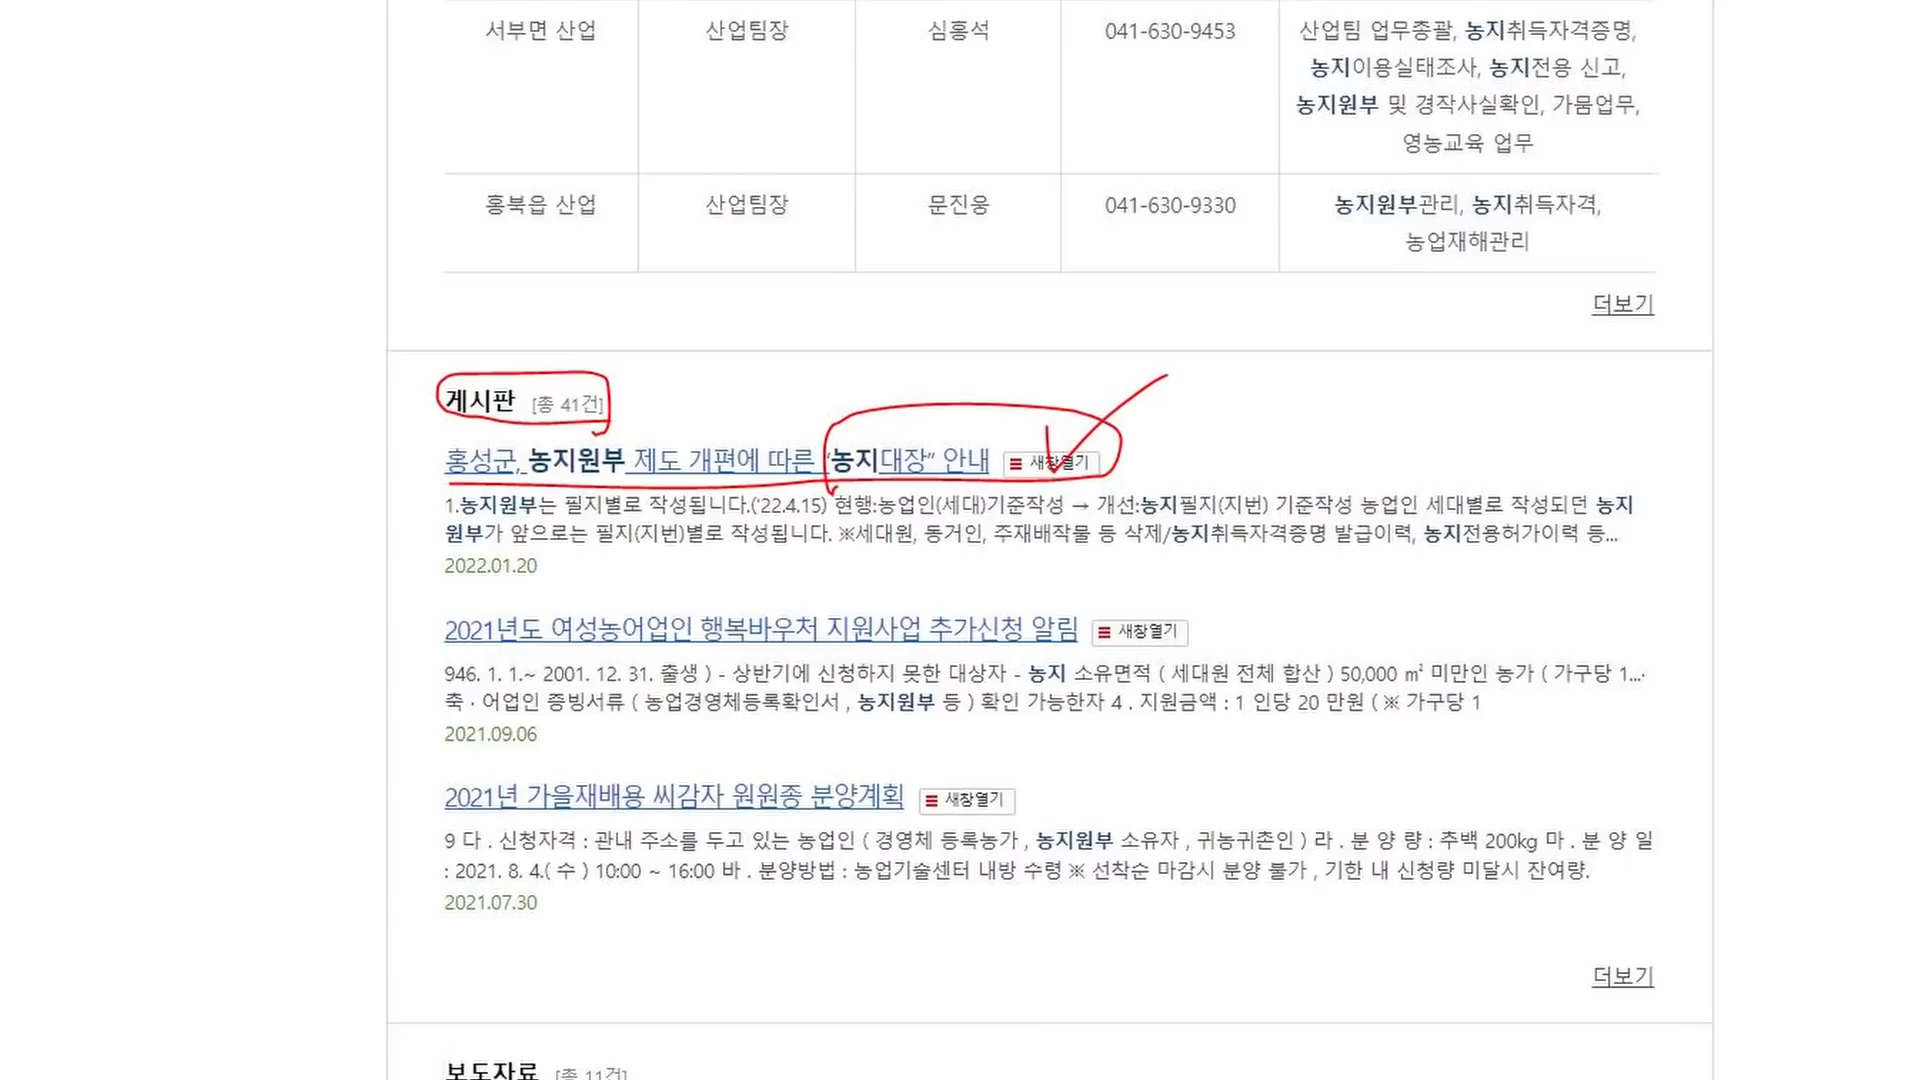 서부면 산업 산업팀장 심홍석 041-630-9453 산업팀 업무총괄, 농지취득자격증명,
농지이용실태조사, 농지전용 신고,
농지원부 및 경작사실확인, 가뭄업무,
영농교육 업무
홍북읍 산업 산업팀장 문진웅 041-630-9330 농지원부관리, 농지취득자격,
농업재해관리
더보기
게시판 [총 41건]
홍성군, 농지원부 제도 개편에 따른 “농지대장” 안내 새창열기
1.농지원부는 필지별로 작성됩니다.(‘22.4.15) 현행:농업인(세대)기준작성 → 개선:농지필지(지번) 기준작성 농업인 세대별로 작성되던 농지
원부가 앞으로는 필지(지번)별로 작성됩니다. ※세대원, 동거인, 주재배작물 등 삭제/농지취득자격증명 발급이력, 농지전용허가이력 등...
2022.01.20
2021년도 여성농어업인 행복바우처 지원사업 추가신청 알림 새창열기
946. 1. 1.~ 2001. 12. 31. 출생 ) - 상반기에 신청하지 못한 대상자 - 농지 소유면적 ( 세대원 전체 합산 ) 50,000 ㎡ 미만인 농가 ( 가구당 1...·
축 · 어업인 증빙서류 ( 농업경영체등록확인서 , 농지원부 등 ) 확인 가능한자 4 . 지원금액 : 1 인당 20 만원 ( ※ 가구당 1
2021.09.06
2021년 가을재배용 씨감자 원원종 분양계획 새창열기
9 다 . 신청자격 : 관내 주소를 두고 있는 농업인 ( 경영체 등록농가 , 농지원부 소유자 , 귀농귀촌인 ) 라 . 분 양 량 : 추백 200kg 마 . 분 양 일
: 2021. 8. 4.( 수 ) 10:00 ~ 16:00 바 . 분양방법 : 농업기술센터 내방 수령 ※ 선착순 마감시 분양 불가 , 기한 내 신청량 미달시 잔여량.
2021.07.30
더보기
보도자료 [총 11건]